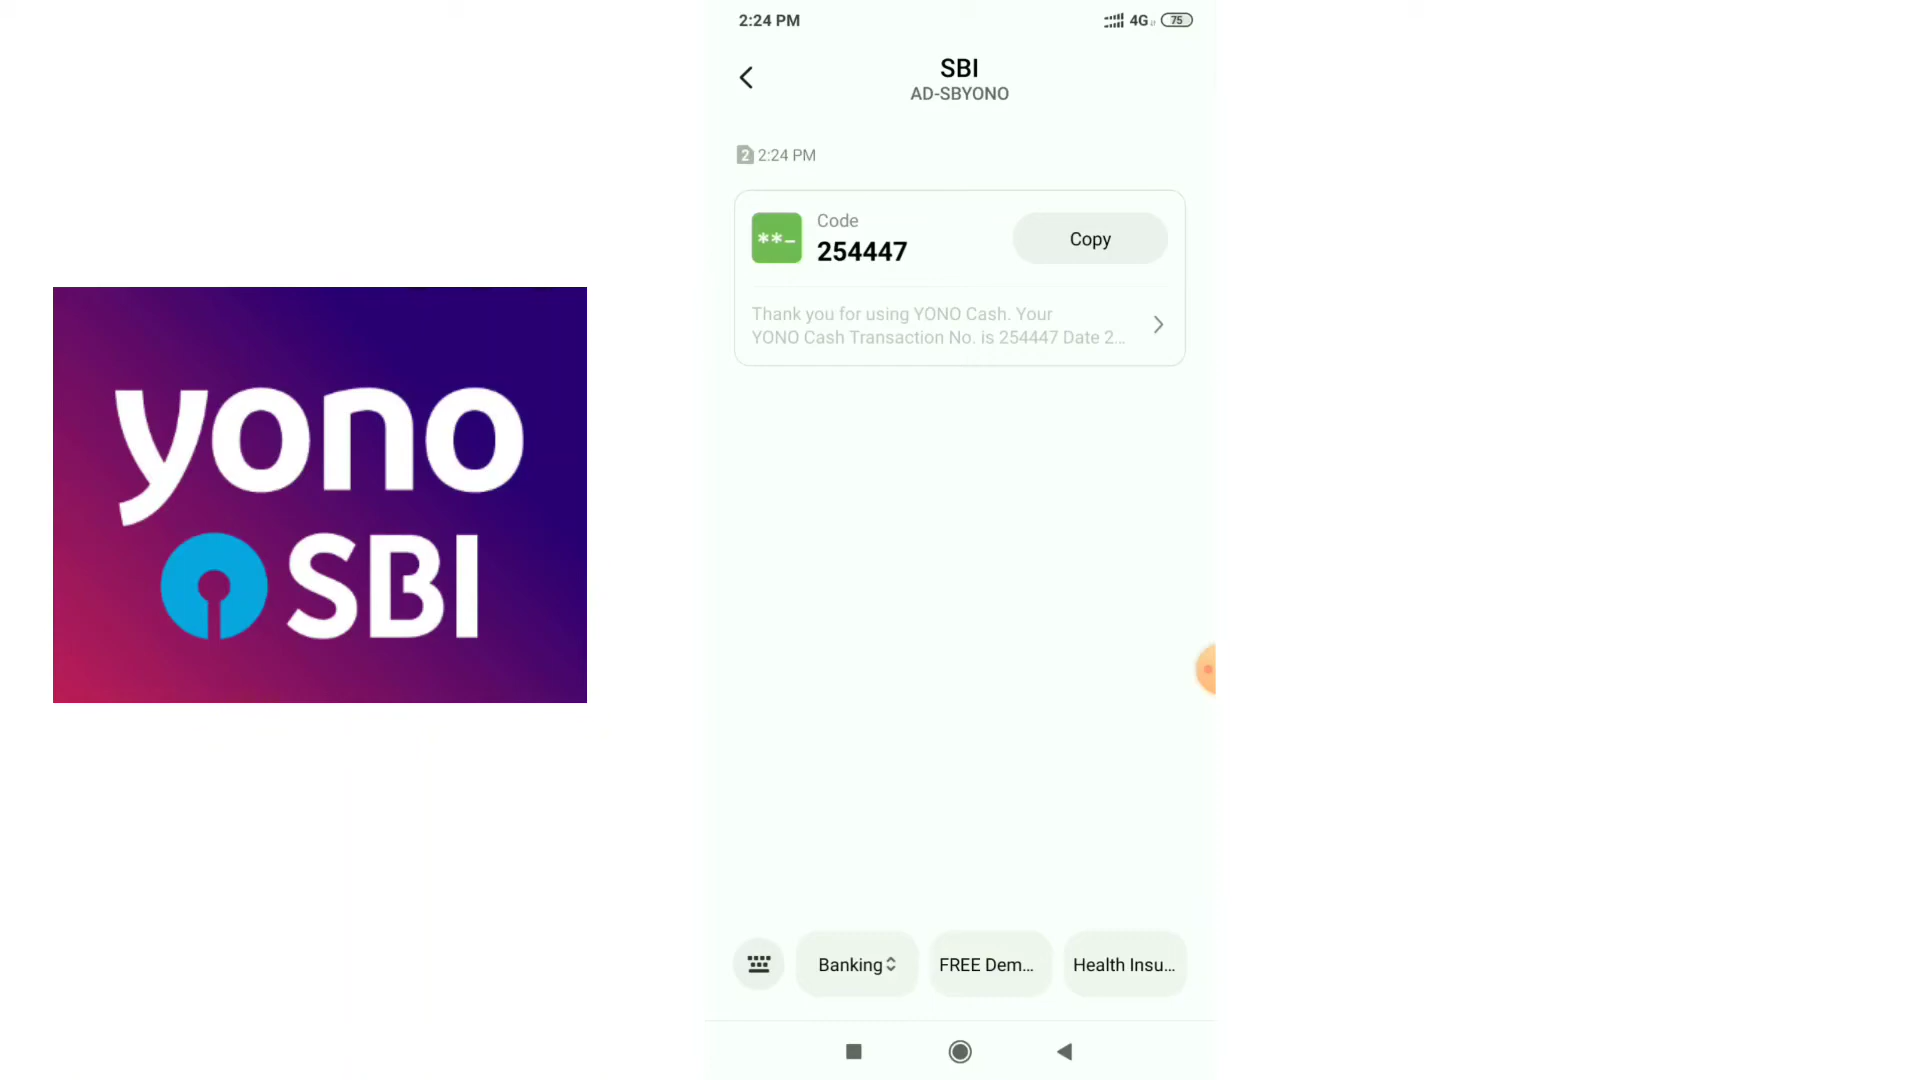 2:24 PM
4G
75
SBI
AD-SBYONO
2 2:24 PM
**_
Code
254447
Copy
Thank you for using YONO Cash. Your
YONO Cash Transaction No. is 254447 Date 2...
yono
SBI
Banking
FREE Dem...
Health Insu...